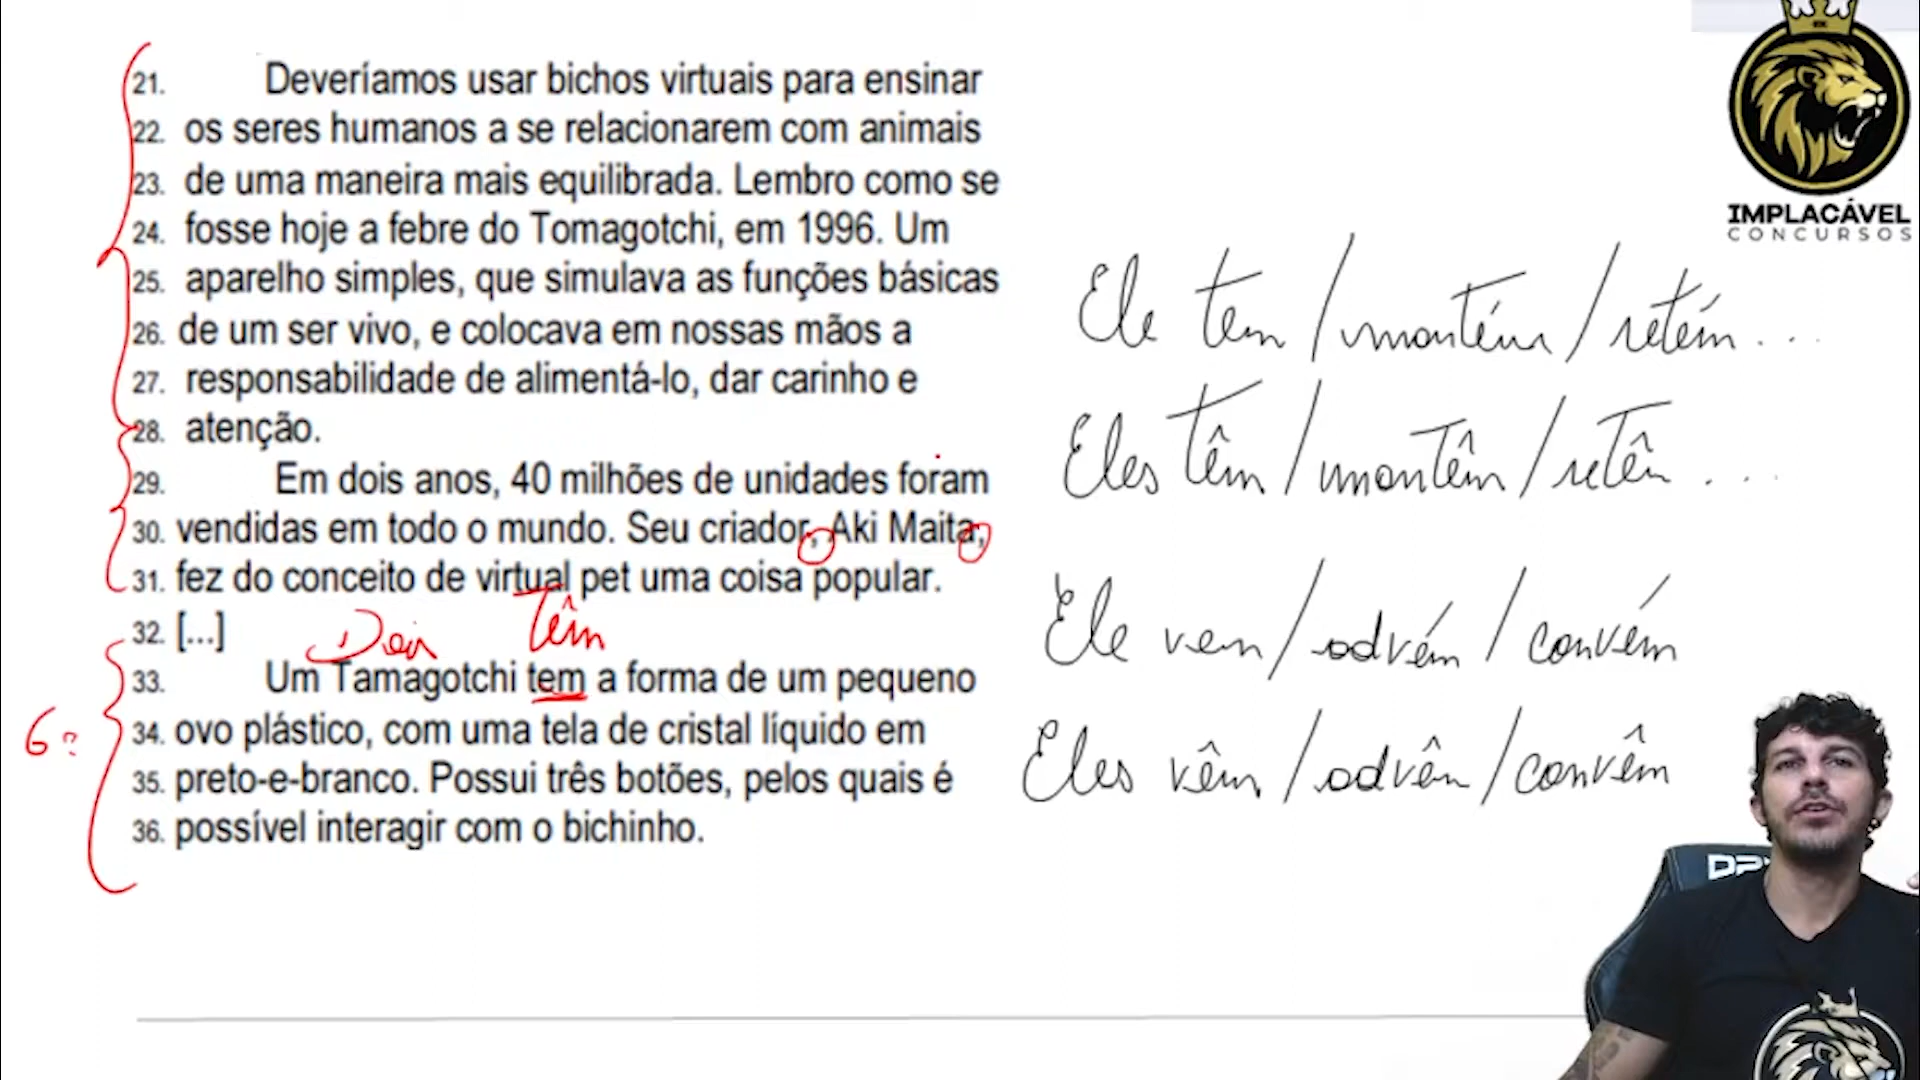 21. Deveríamos usar bichos virtuais para ensinar
22. os seres humanos a se relacionarem com animais
23. de uma maneira mais equilibrada. Lembro como se
24. fosse hoje a febre do Tomagotchi, em 1996. Um
25. aparelho simples, que simulava as funções básicas
26. de um ser vivo, e colocava em nossas mãos a
27. responsabilidade de alimentá-lo, dar carinho e
28. atenção.
29. Em dois anos, 40 milhões de unidades foram
30. vendidas em todo o mundo. Seu criador, Aki Maita,
31. fez do conceito de virtual pet uma coisa popular.
32. [...]
Dois Têm
33. Um Tamagotchi tem a forma de um pequeno
34. ovo plástico, com uma tela de cristal líquido em
35. preto-e-branco. Possui três botões, pelos quais é
36. possível interagir com o bichinho.
6:
IMPLACÁVEL
CONCURSOS
Ele tem / mantém / retém ...
Eles têm / mantêm / retêm ...
Ele vem / advém / convém
Eles vêm / advêm / convêm